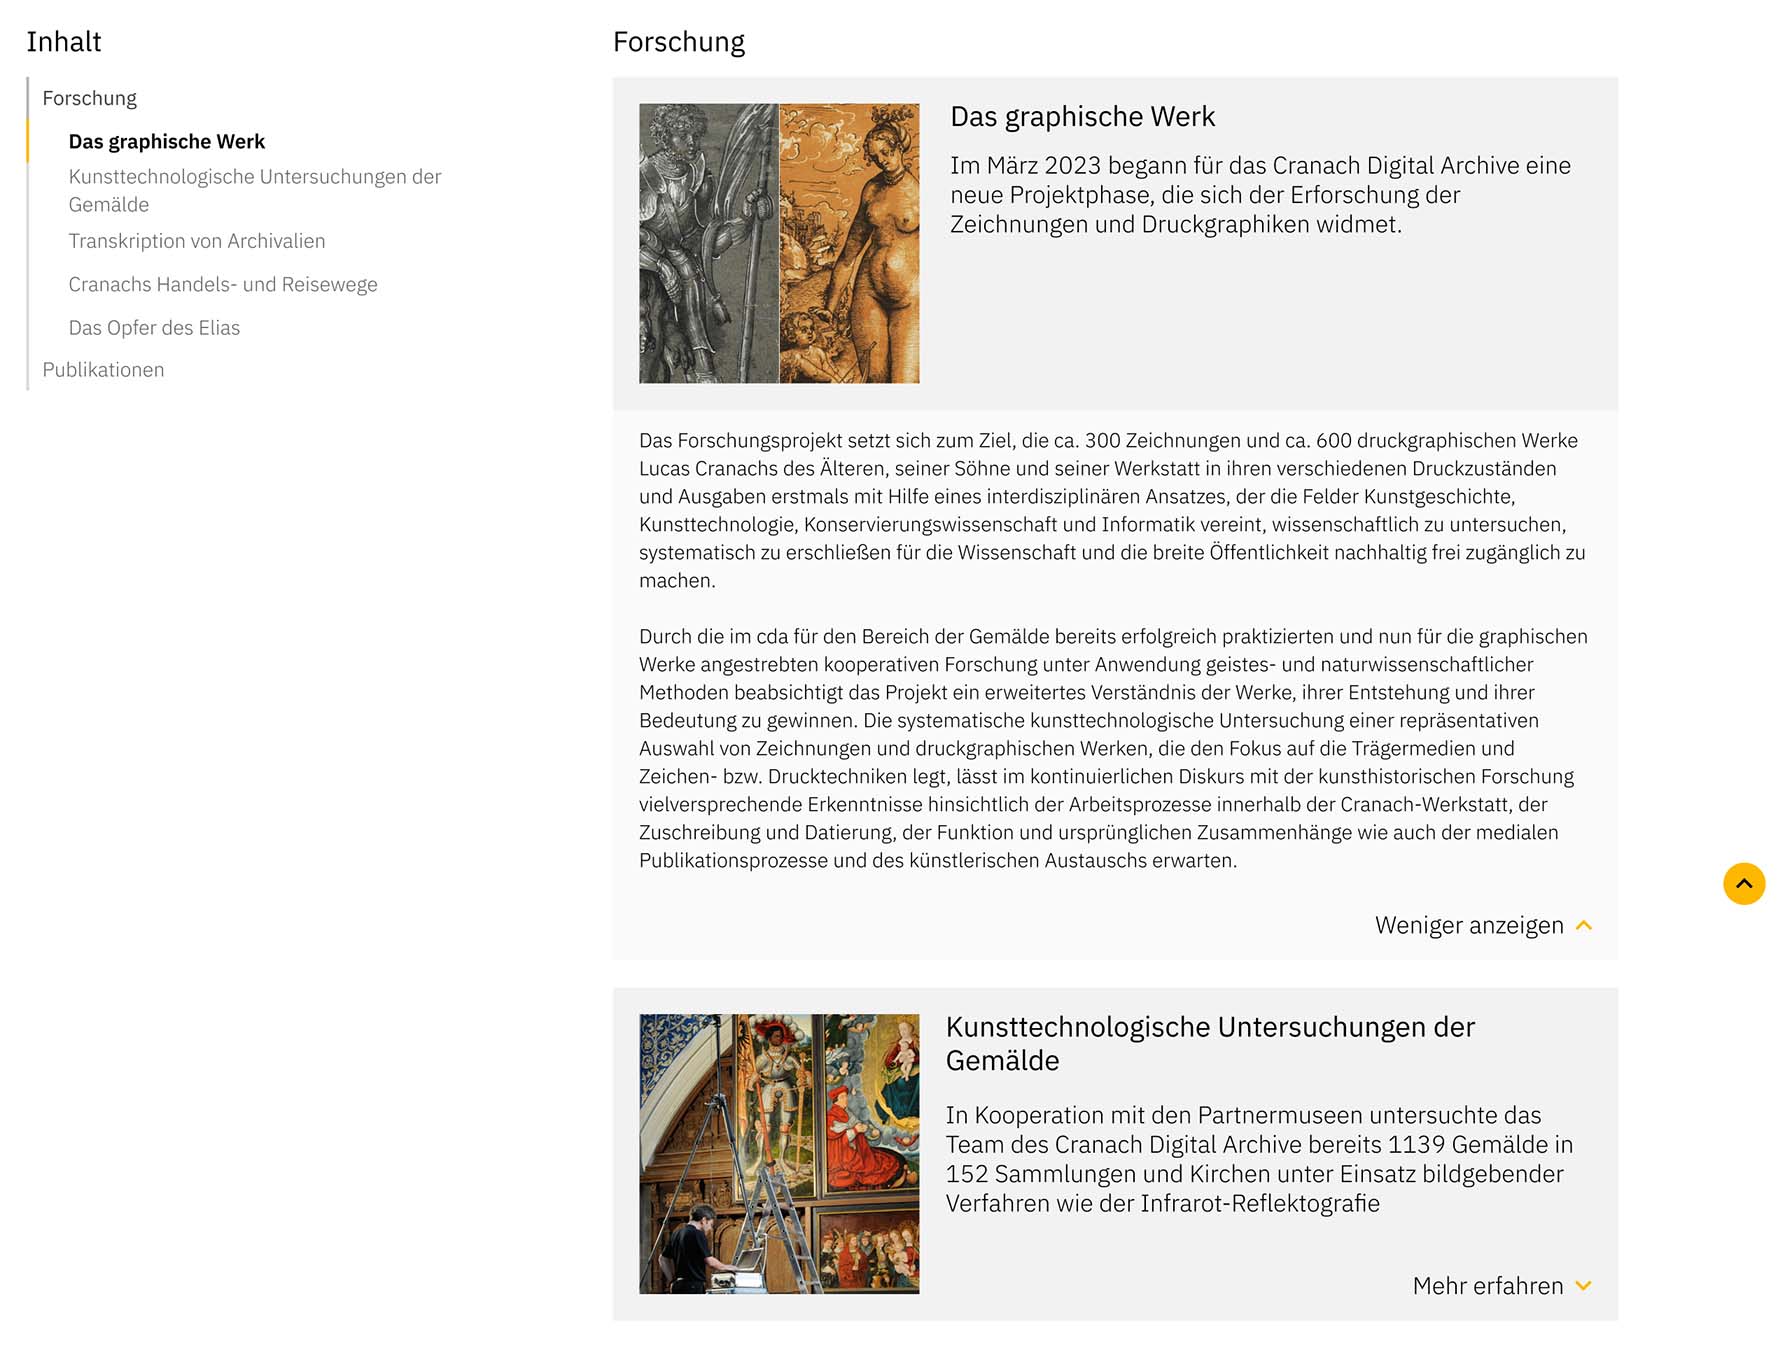 Inhalt
Forschung
Das graphische Werk
Kunsttechnologische Untersuchungen der
Gemälde
Transkription von Archivalien
Cranachs Handels- und Reisewege
Das Opfer des Elias
Publikationen
Forschung
Das graphische Werk
Im März 2023 begann für das Cranach Digital Archive eine
neue Projektphase, die sich der Erforschung der
Zeichnungen und Druckgraphiken widmet.
Das Forschungsprojekt setzt sich zum Ziel, die ca. 300 Zeichnungen und ca. 600 druckgraphischen Werke
Lucas Cranachs des Älteren, seiner Söhne und seiner Werkstatt in ihren verschiedenen Druckzuständen
und Ausgaben erstmals mit Hilfe eines interdisziplinären Ansatzes, der die Felder Kunstgeschichte,
Kunsttechnologie, Konservierungswissenschaft und Informatik vereint, wissenschaftlich zu untersuchen,
systematisch zu erschließen für die Wissenschaft und die breite Öffentlichkeit nachhaltig frei zugänglich zu
machen.
Durch die im cda für den Bereich der Gemälde bereits erfolgreich praktizierten und nun für die graphischen
Werke angestrebten kooperativen Forschung unter Anwendung geistes- und naturwissenschaftlicher
Methoden beabsichtigt das Projekt ein erweitertes Verständnis der Werke, ihrer Entstehung und ihrer
Bedeutung zu gewinnen. Die systematische kunsttechnologische Untersuchung einer repräsentativen
Auswahl von Zeichnungen und druckgraphischen Werken, die den Fokus auf die Trägermedien und
Zeichen- bzw. Drucktechniken legt, lässt im kontinuierlichen Diskurs mit der kunsthistorischen Forschung
vielversprechende Erkenntnisse hinsichtlich der Arbeitsprozesse innerhalb der Cranach-Werkstatt, der
Zuschreibung und Datierung, der Funktion und ursprünglichen Zusammenhänge wie auch der medialen
Publikationsprozesse und des künstlerischen Austauschs erwarten.
Weniger anzeigen
Kunsttechnologische Untersuchungen der
Gemälde
In Kooperation mit den Partnermuseen untersuchte das
Team des Cranach Digital Archive bereits 1139 Gemälde in
152 Sammlungen und Kirchen unter Einsatz bildgebender
Verfahren wie der Infrarot-Reflektografie
Mehr erfahren